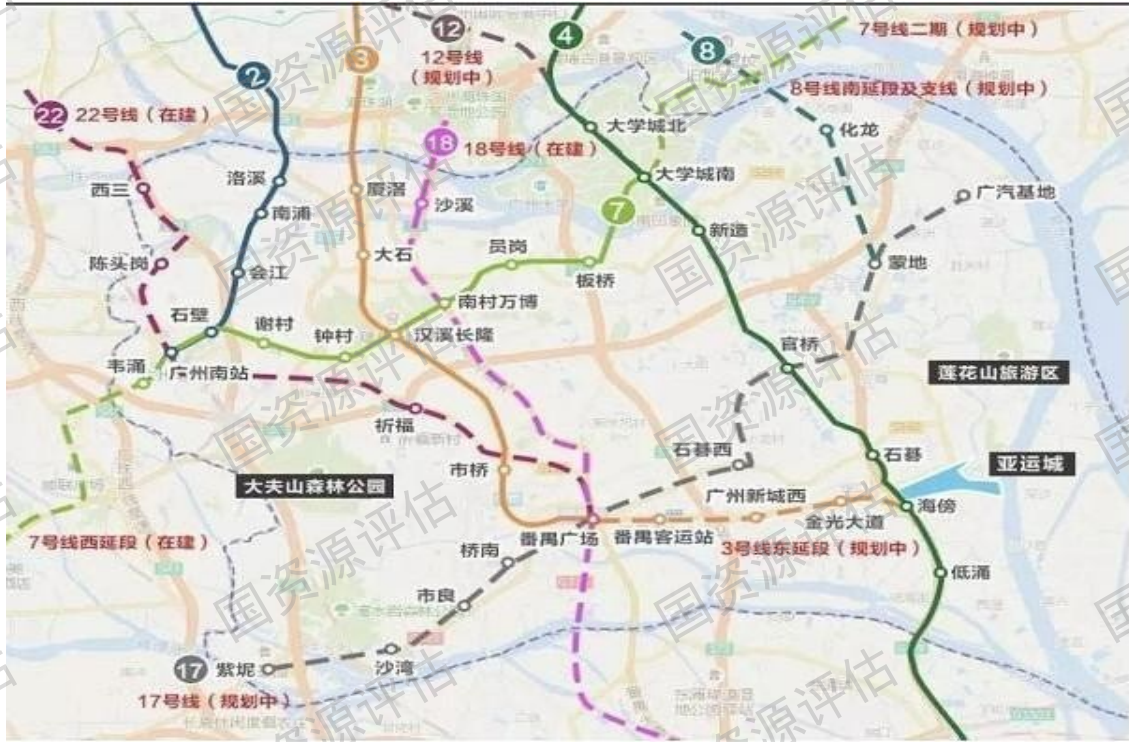 12
4
7号线二期（规划中）
3
12号线
（规划中）
8
2
8号线南延段及支线（规划中）
22
22号线（在建）
大学城北
化龙
18
18号线（在建）
大学城南
西三
洛溪
厦滘
广汽基地
沙溪
南浦
7
新造
员岗
陈头岗
会江
大石
板桥
蒙地
南村万博
石壁
谢村
钟村
汉溪长隆
官桥
韦涌
广州南站
莲花山旅游区
祈福
石碁西
石碁
市桥
亚运城
大夫山森林公园
广州新城西
海傍
金光大道
7号线西延段（在建）
桥南
番禺广场
番禺客运站
3号线东延段（规划中）
低涌
市良
17
紫坭
沙湾
17号线（规划中）
国资源评估